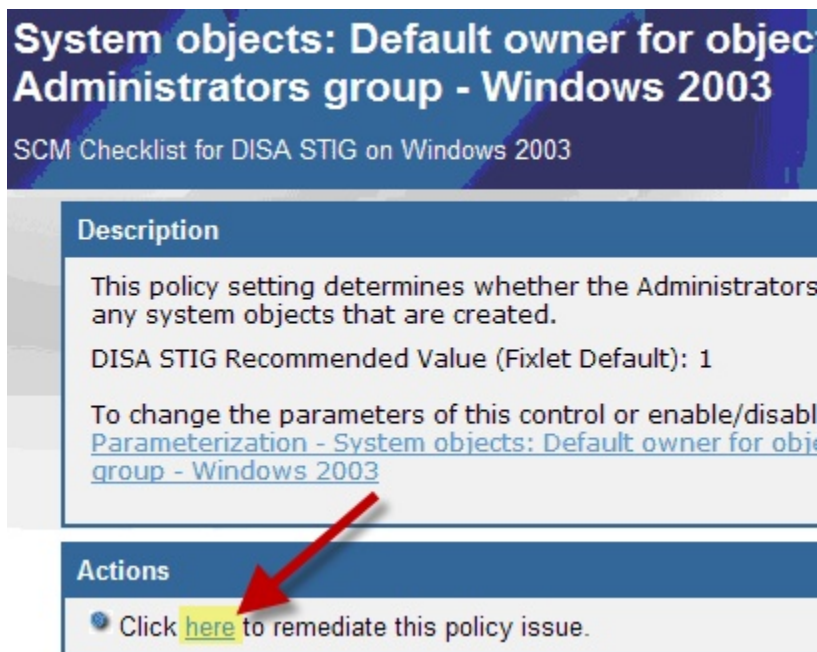 System objects: Default owner for objec
Administrators group - Windows 2003
SCM Checklist for DISA STIG on Windows 2003
Description
This policy setting determines whether the Administrators
any system objects that are created.
DISA STIG Recommended Value (Fixlet Default): 1
To change the parameters of this control or enable/disabl
Parameterization - System objects: Default owner for obje
group - Windows 2003
Actions
Click here to remediate this policy issue.